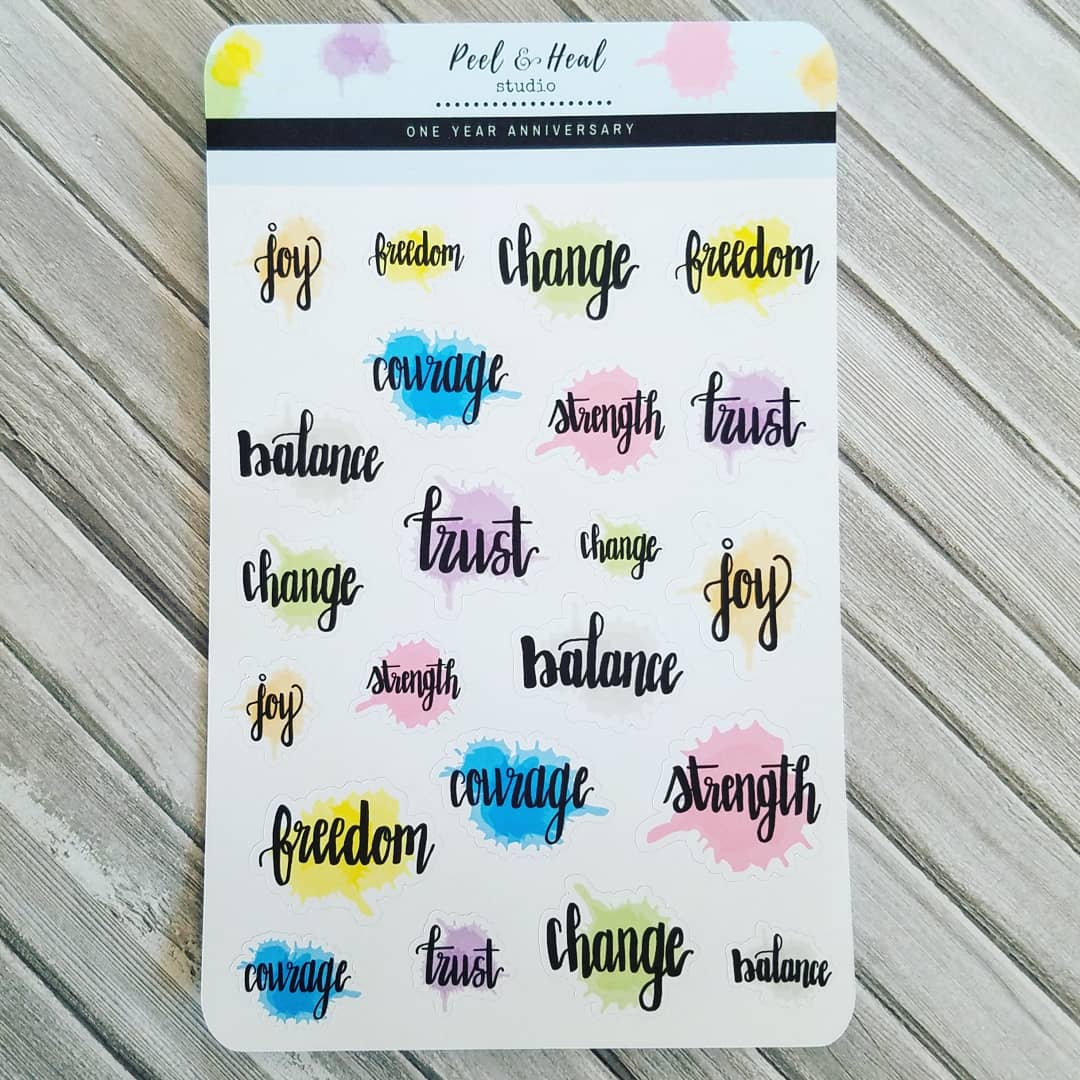 Peel & Heal
studio
ONE YEAR ANNIVERSARY
joy freedom change freedom
courage
strength trust
balance
trust change
change joy
balance
joy strength
courage strength
freedom
courage trust change balance